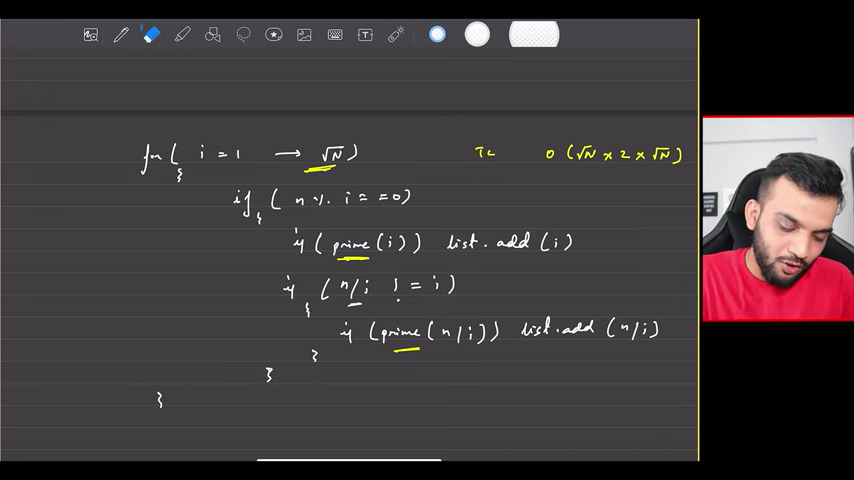 for( i = 1 → √N) TC O(√N x 2 x √N)
{
if( n % i == 0)
{
if (prime(i)) list.add(i)
if (n/i != i)
{
if (prime(n/i)) list.add(n/i)
}
}
}